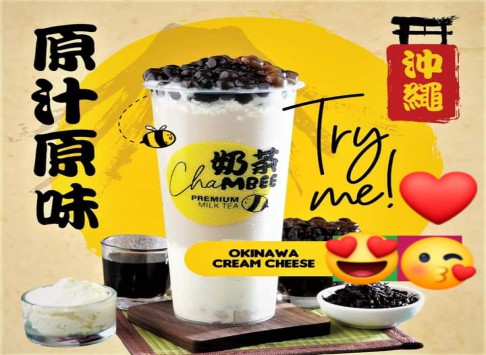 原汁原味
沖繩
Try
me!
奶茶
ChaMBEE
PREMIUM
MILK TEA
OKINAWA
CREAM CHEESE